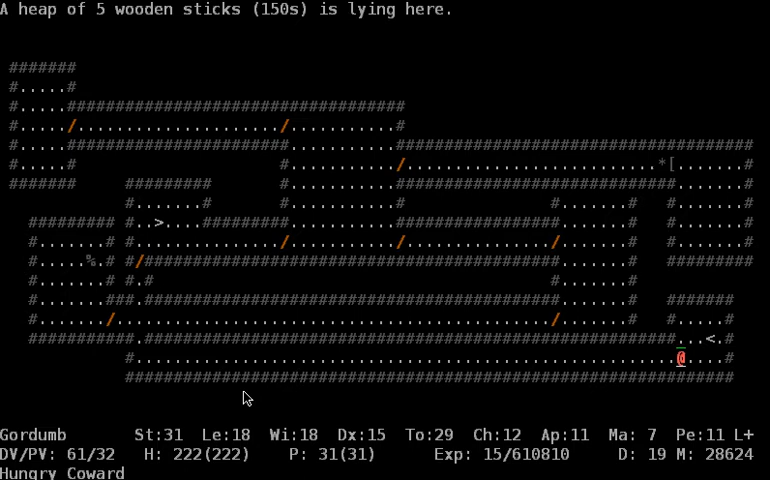 A heap of 5 wooden sticks (150s) is lying here.
#######
#.....#
#.....###################################
#...../...................../...........#
#.....#######################...........#####################################
#.....#                     #.........../..........................*[.......#
#######      #########      #...........#############################.......#
#.......#       #...........#               #.......#   #.......#
######### #..>....#########...........#################.......#   #.......#
#.......# #.............../.........../.............../.......#   #.......#
#.....%.# #/###########################################.......#   #########
#.......# #.#                                          #.......#
#.......###.###########################################.......#   #######
#......./............................................../.......#   #.....#
###########.#######################################################...<.#
#........................................................@....#
###############################################################
Gordumb St:31 Le:18 Wi:18 Dx:15 To:29 Ch:12 Ap:11 Ma: 7 Pe:11 L+
DV/PV: 61/32 H: 222(222) P: 31(31) Exp: 15/610810 D: 19 M: 28624
Hungry Coward